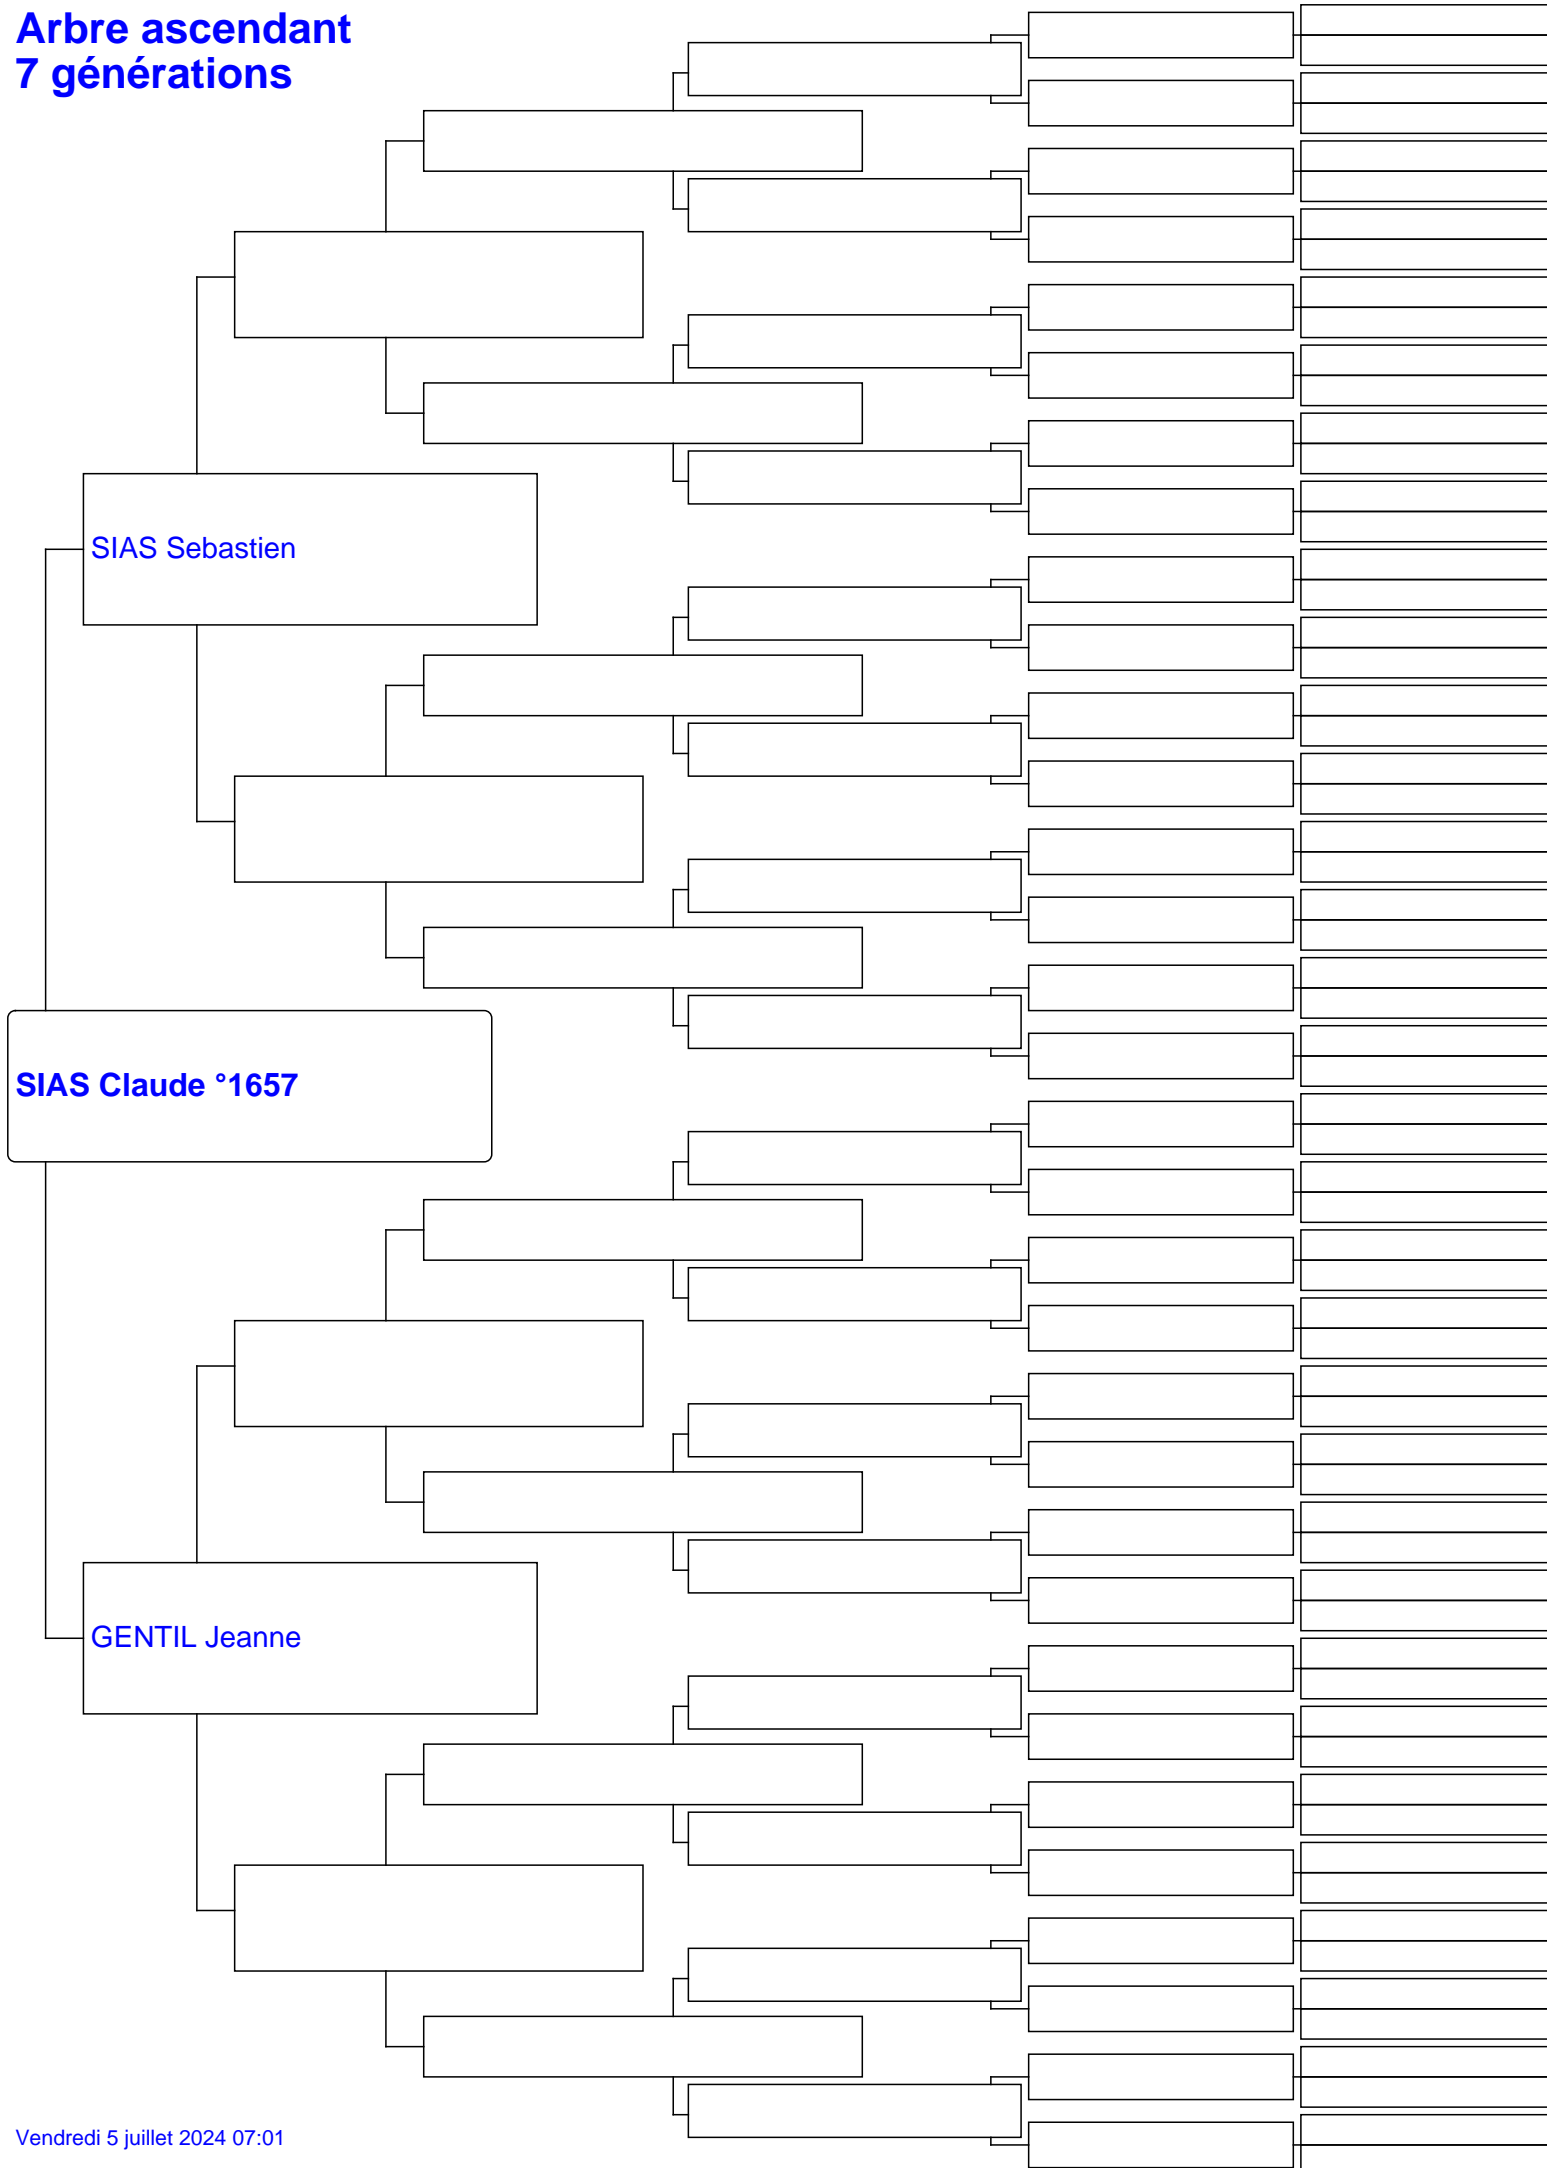 Arbre ascendant
7 générations
SIAS Sebastien
SIAS Claude °1657
GENTIL Jeanne
Vendredi 5 juillet 2024 07:01